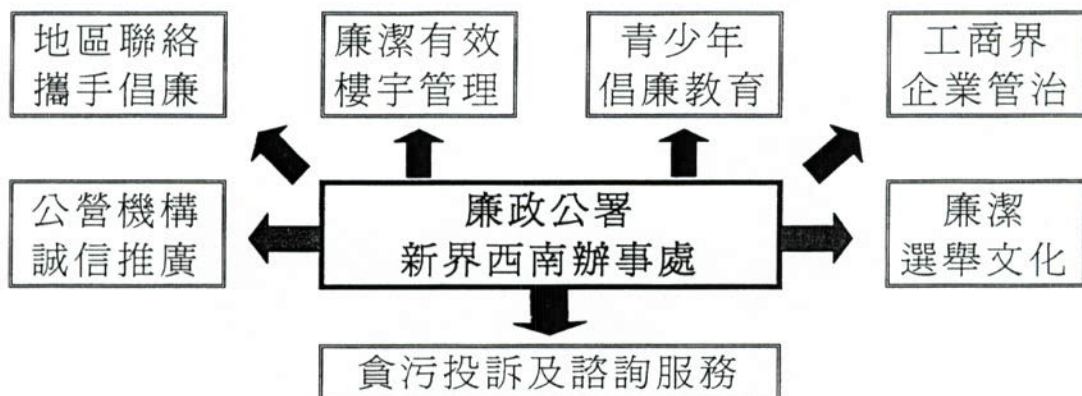 地區聯絡
攜手倡廉
廉潔有效
樓宇管理
青少年
倡廉教育
工商界
企業管治
公營機構
誠信推廣
廉政公署
新界西南辦事處
廉潔
選舉文化
貪污投訴及諮詢服務